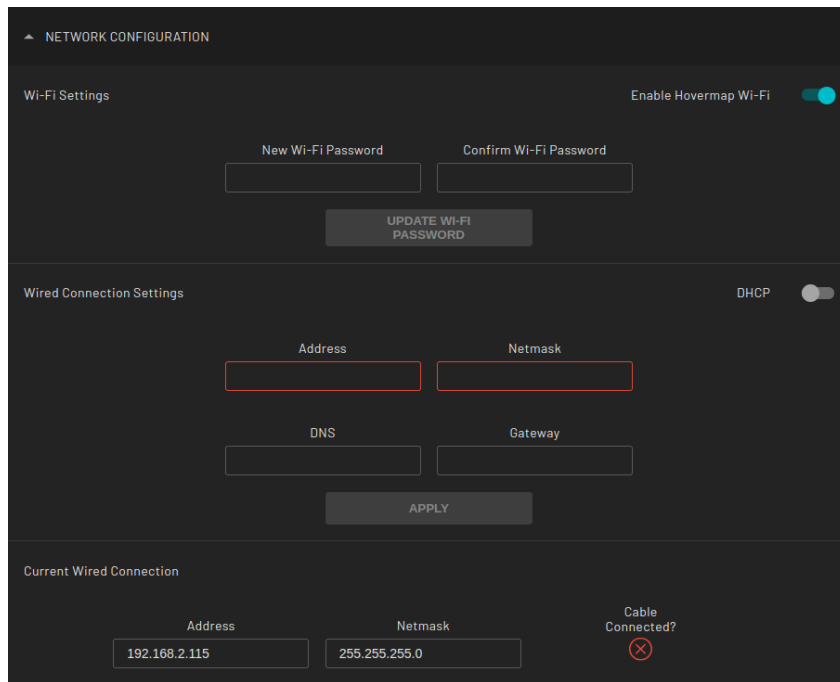 NETWORK CONFIGURATION
Wi-Fi Settings
Enable Hovermap Wi-Fi
New Wi-Fi Password
Confirm Wi-Fi Password
UPDATE WI-FI
PASSWORD
Wired Connection Settings
DHCP
Address
Netmask
DNS
Gateway
APPLY
Current Wired Connection
Address
Netmask
Cable
Connected?
192.168.2.115
255.255.255.0